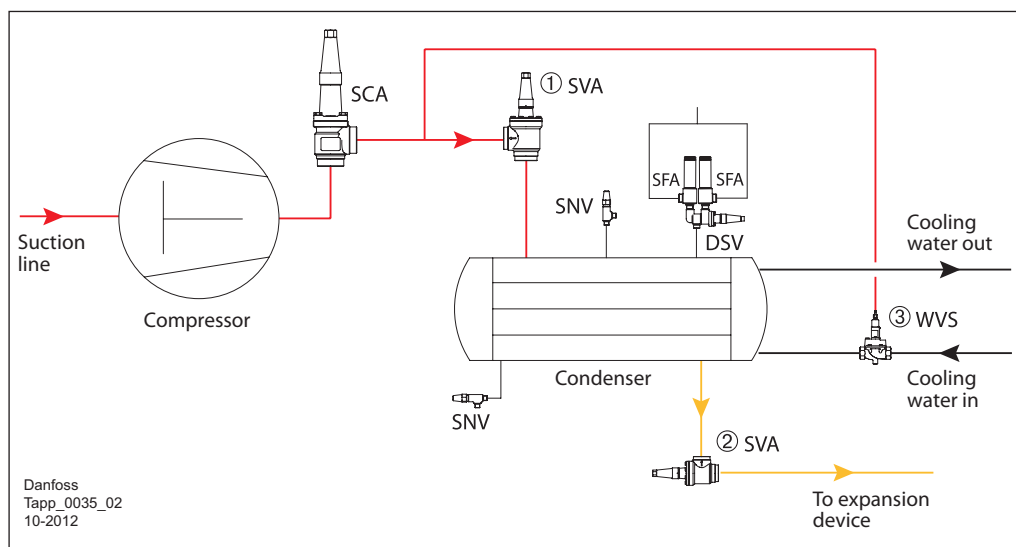 SCA
① SVA
SFA
SFA
SNV
DSV
Cooling
water out
Suction
line
Compressor
③ WVS
Condenser
Cooling
water in
SNV
② SVA
Danfoss
Tapp_0035_02
10-2012
To expansion
device